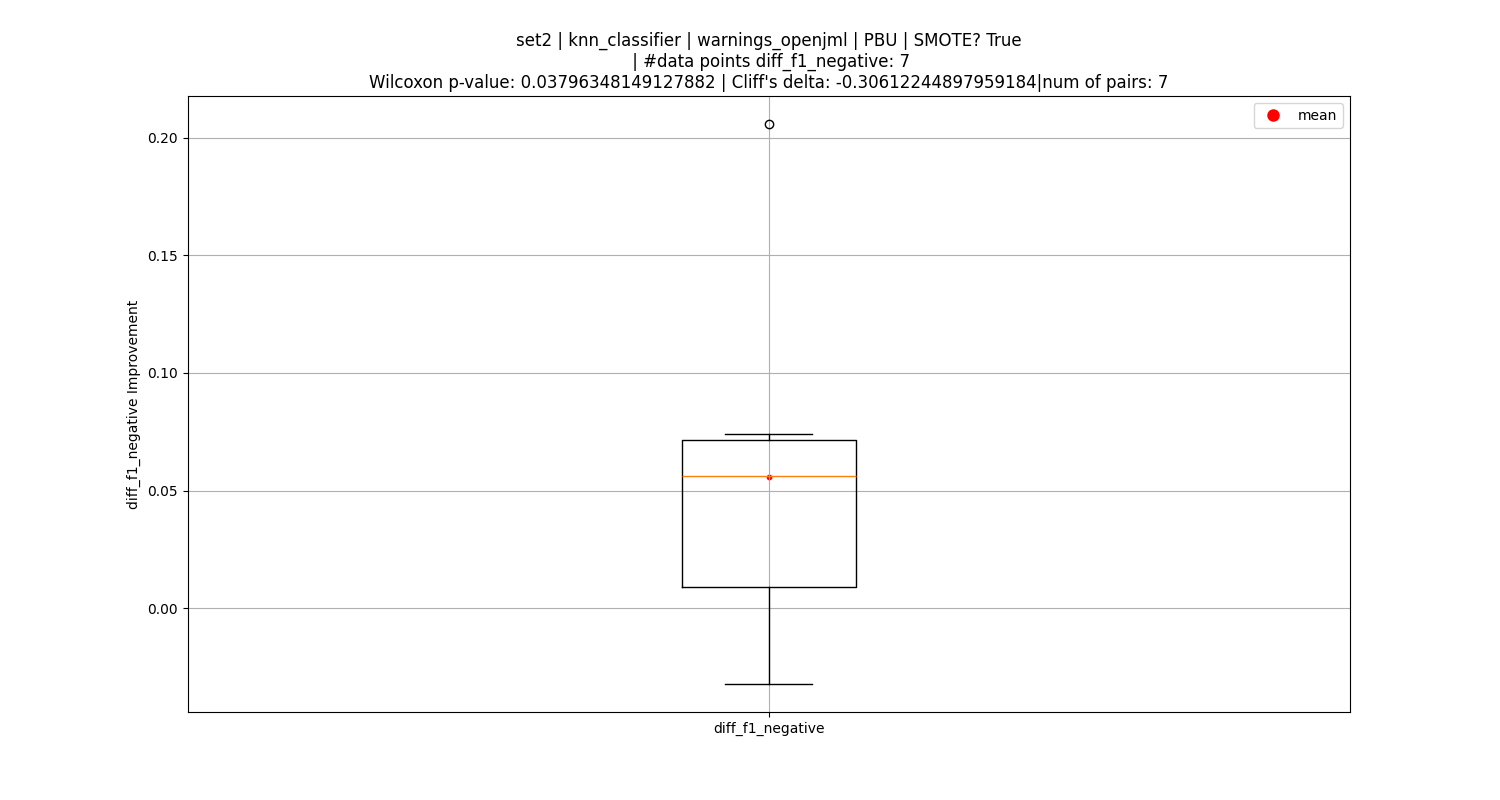 set2 | knn_classifier | warnings_openjml | PBU | SMOTE? True
| #data points diff_f1_negative: 7
Wilcoxon p-value: 0.03796348149127882 | Cliff's delta: -0.30612244897959184|num of pairs: 7
mean
0.20
0.15
0.10
0.05
0.00
diff_f1_negative Improvement
diff_f1_negative